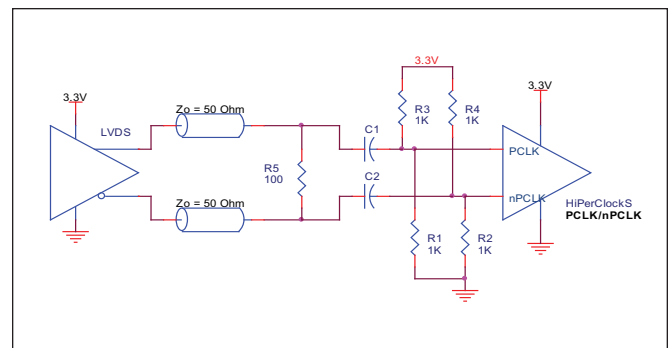 3.3V
3.3V
3.3V
Zo = 50 Ohm
LVDS
R3
1K
R4
1K
C1
PCLK
R5
100
C2
Zo = 50 Ohm
nPCLK
HiPerClockS
PCLK/nPCLK
R1
1K
R2
1K